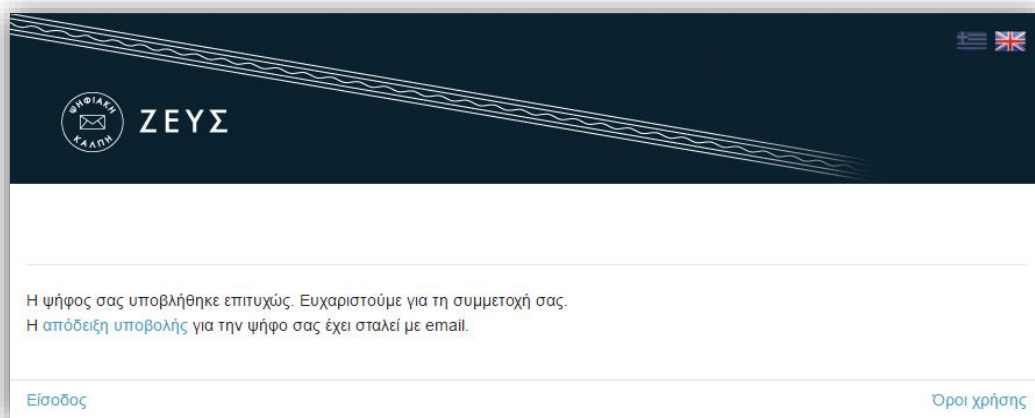 ΨΗΦΙΑΚΗ
ΚΑΛΠΗ
ΖΕΥΣ
Η ψήφος σας υποβλήθηκε επιτυχώς. Ευχαριστούμε για τη συμμετοχή σας.
Η απόδειξη υποβολής για την ψήφο σας έχει σταλεί με email.
Είσοδος
Όροι χρήσης